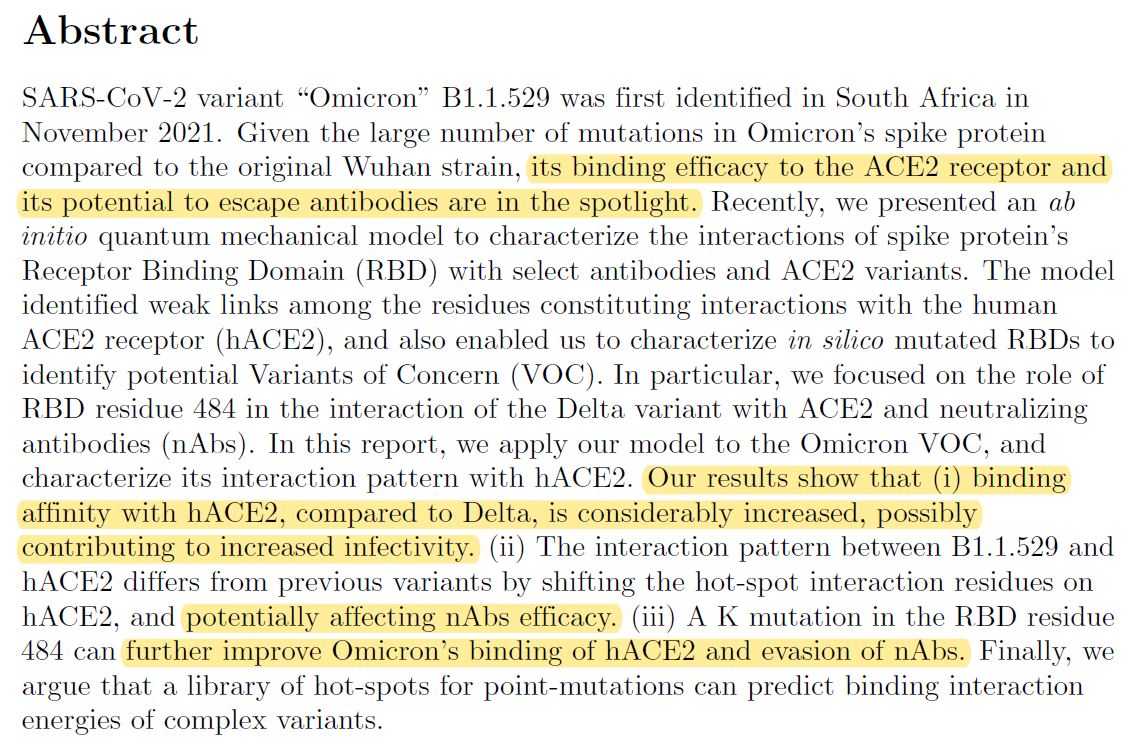 Abstract
SARS-CoV-2 variant “Omicron” B1.1.529 was first identified in South Africa in
November 2021. Given the large number of mutations in Omicron’s spike protein
compared to the original Wuhan strain, its binding efficacy to the ACE2 receptor and
its potential to escape antibodies are in the spotlight. Recently, we presented an ab
initio quantum mechanical model to characterize the interactions of spike protein’s
Receptor Binding Domain (RBD) with select antibodies and ACE2 variants. The model
identified weak links among the residues constituting interactions with the human
ACE2 receptor (hACE2), and also enabled us to characterize in silico mutated RBDs to
identify potential Variants of Concern (VOC). In particular, we focused on the role of
RBD residue 484 in the interaction of the Delta variant with ACE2 and neutralizing
antibodies (nAbs). In this report, we apply our model to the Omicron VOC, and
characterize its interaction pattern with hACE2. Our results show that (i) binding
affinity with hACE2, compared to Delta, is considerably increased, possibly
contributing to increased infectivity. (ii) The interaction pattern between B1.1.529 and
hACE2 differs from previous variants by shifting the hot-spot interaction residues on
hACE2, and potentially affecting nAbs efficacy. (iii) A K mutation in the RBD residue
484 can further improve Omicron’s binding of hACE2 and evasion of nAbs. Finally, we
argue that a library of hot-spots for point-mutations can predict binding interaction
energies of complex variants.